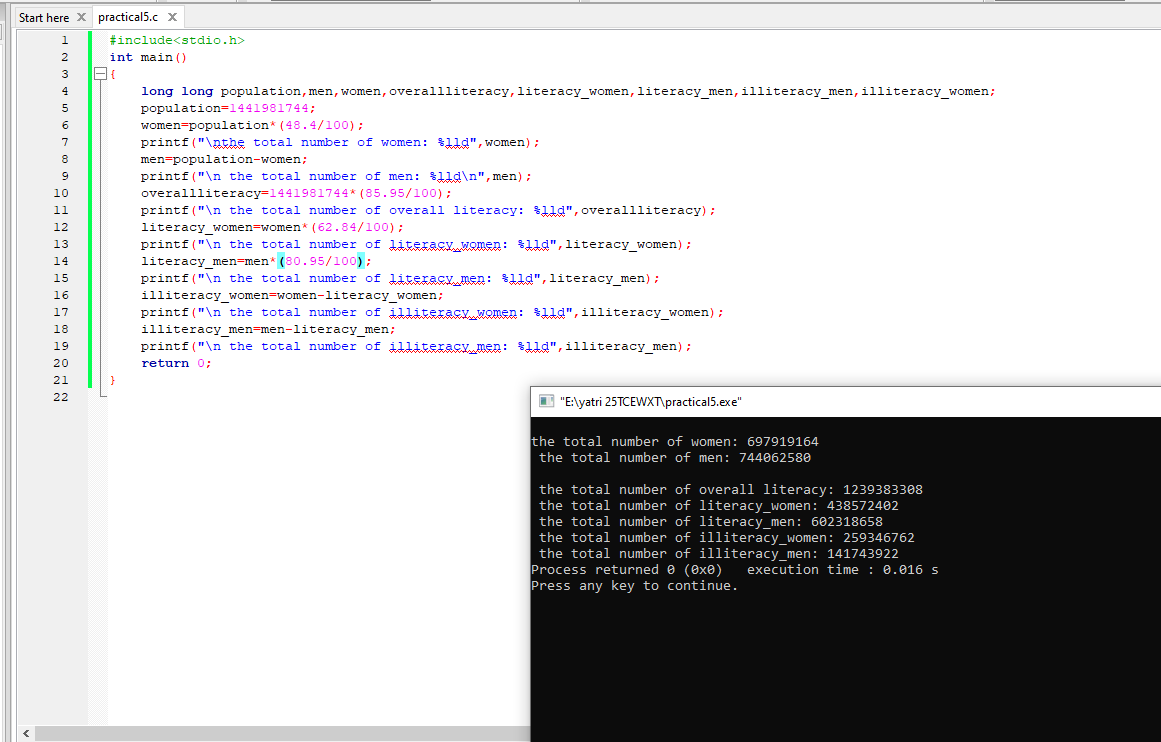 Start here practical5.c
1 #include<stdio.h>
2 int main()
3 {
4 long long population,men,women,overallliteracy,literacy_women,literacy_men,illiteracy_men,illiteracy_women;
5 population=1441981744;
6 women=population*(48.4/100);
7 printf("\nthe total number of women: %lld",women);
8 men=population-women;
9 printf("\n the total number of men: %lld\n",men);
10 overallliteracy=1441981744*(85.95/100);
11 printf("\n the total number of overall literacy: %lld",overallliteracy);
12 literacy_women=women*(62.84/100);
13 printf("\n the total number of literacy_women: %lld",literacy_women);
14 literacy_men=men*(80.95/100);
15 printf("\n the total number of literacy_men: %lld",literacy_men);
16 illiteracy_women=women-literacy_women;
17 printf("\n the total number of illiteracy_women: %lld",illiteracy_women);
18 illiteracy_men=men-literacy_men;
19 printf("\n the total number of illiteracy_men: %lld",illiteracy_men);
20 return 0;
21 }
22
"E:\yatri 25TCEWXT\practical5.exe"
the total number of women: 697919164
the total number of men: 744062580
the total number of overall literacy: 1239383308
the total number of literacy_women: 438572402
the total number of literacy_men: 602318658
the total number of illiteracy_women: 259346762
the total number of illiteracy_men: 141743922
Process returned 0 (0x0) execution time : 0.016 s
Press any key to continue.